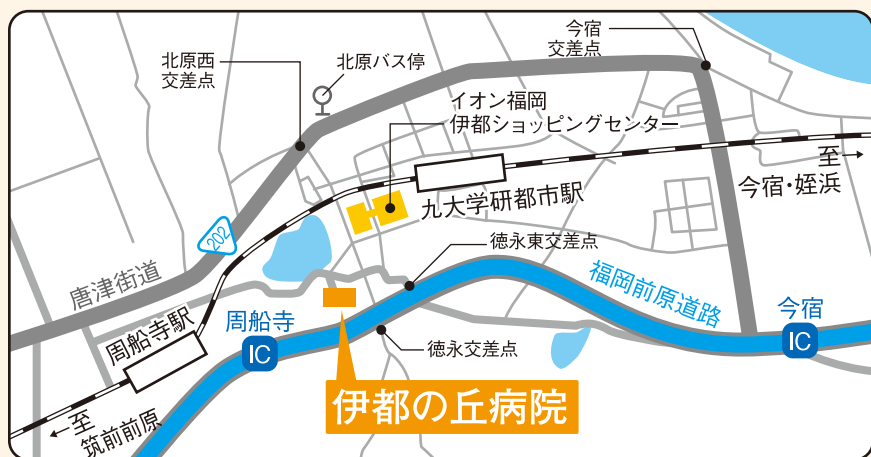 今宿
交差点
北原西
交差点
北原バス停
イオン福岡
伊都ショッピングセンター
至
今宿・姪浜
九大学研都市駅
202
徳永東交差点
唐津街道
福岡前原道路
周船寺駅
周船寺
IC
今宿
IC
徳永交差点
伊都の丘病院
至
筑前前原